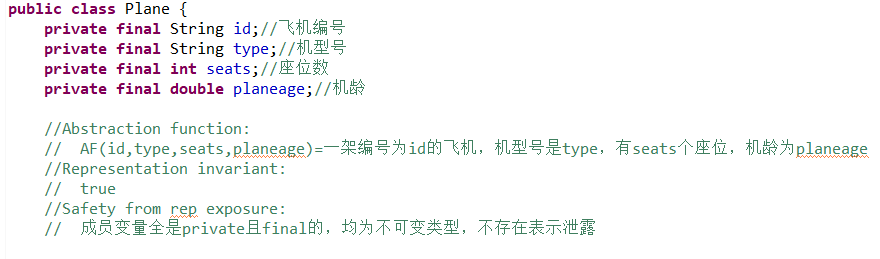 public class Plane {
private final String id;//飞机编号
private final String type;//机型号
private final int seats;//座位数
private final double planeage;//机龄
//Abstraction function:
// AF(id,type,seats,planeage)=一架编号为id的飞机，机型号是type，有seats个座位，机龄为planeage
//Representation invariant:
// true
//Safety from rep exposure:
// 成员变量全是private且final的，均为不可变类型，不存在表示泄露